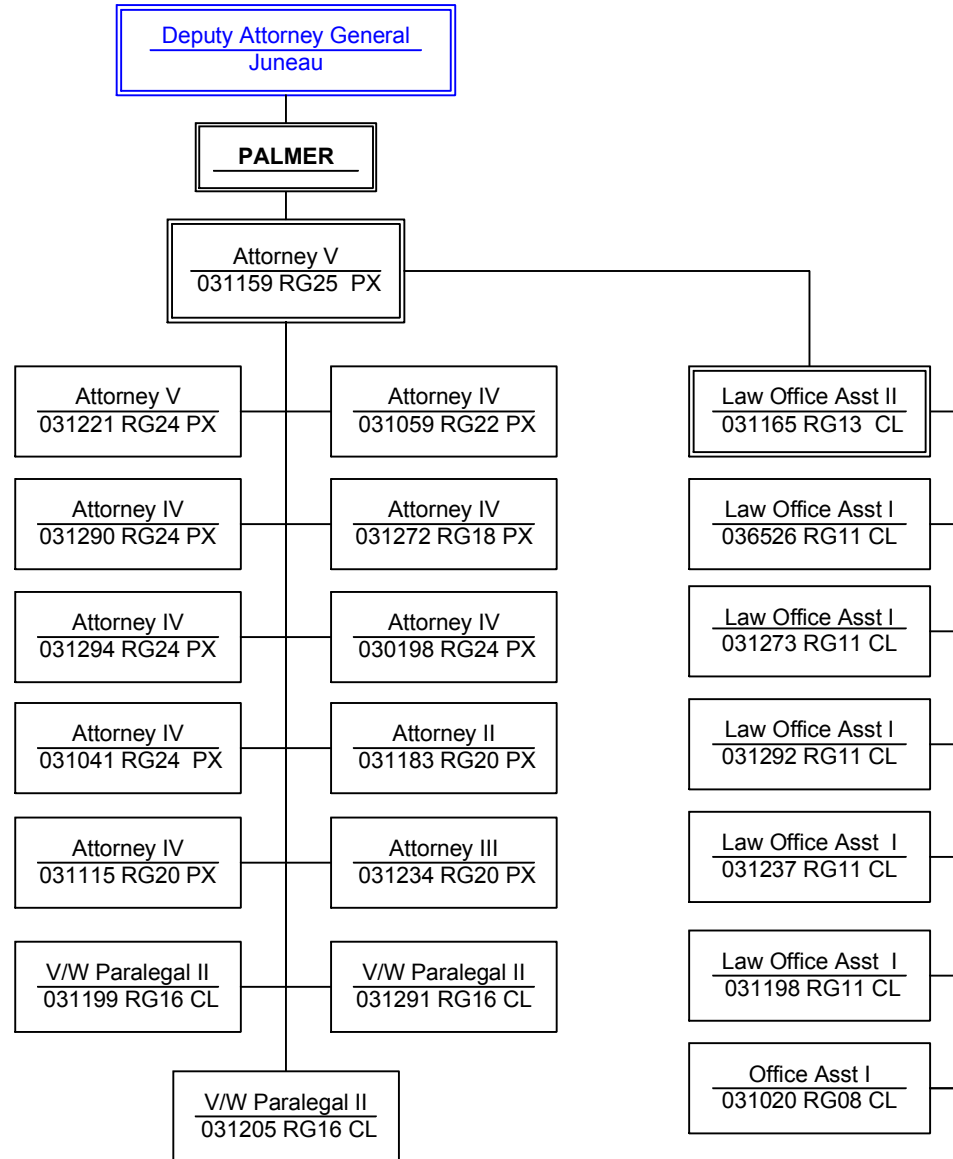 Deputy Attorney General
Juneau
PALMER
Attorney V
031159 RG25  PX
Attorney V
031221 RG24 PX
Attorney IV
031059 RG22 PX
Law Office Asst II
031165 RG13  CL
Attorney IV
031290 RG24 PX
Attorney IV
031272 RG18 PX
Law Office Asst I
036526 RG11 CL
Attorney IV
031294 RG24 PX
Attorney IV
030198 RG24 PX
Law Office Asst I
031273 RG11 CL
Attorney IV
031041 RG24  PX
Attorney II
031183 RG20 PX
Law Office Asst I
031292 RG11 CL
Attorney IV
031115 RG20 PX
Attorney III
031234 RG20 PX
Law Office Asst  I
031237 RG11 CL
V/W Paralegal II
031199 RG16 CL
V/W Paralegal II
031291 RG16 CL
Law Office Asst  I
031198 RG11 CL
V/W Paralegal II
031205 RG16 CL
Office Asst I
031020 RG08 CL